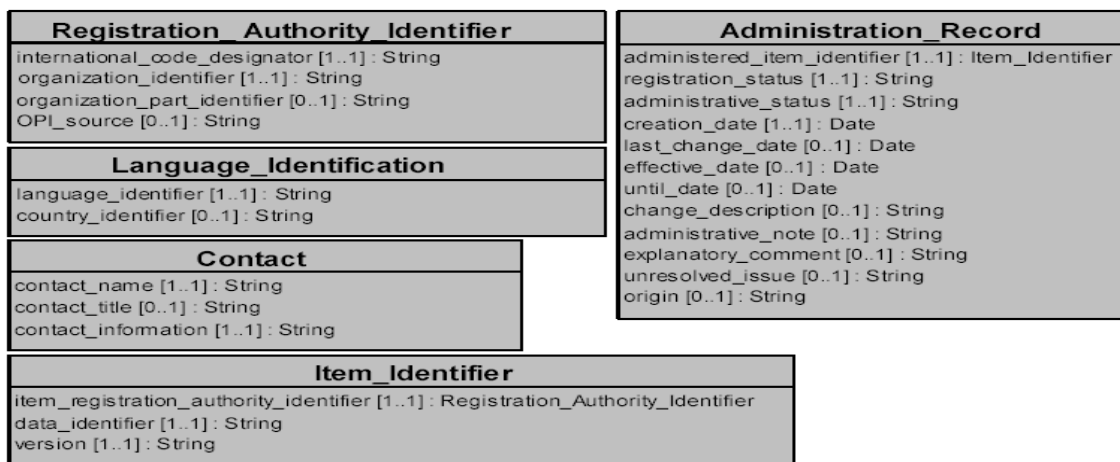 Registration_ Authority_Identifier
international_code_designator [1..1] : String
organization_identifier [1..1] : String
organization_part_identifier [0..1] : String
OPI_source [0..1] : String
Language_Identification
language_identifier [1..1] : String
country_identifier [0..1] : String
Contact
contact_name [1..1] : String
contact_title [0..1] : String
contact_information [1..1] : String
Item_Identifier
item_registration_authority_identifier [1..1] : Registration_Authority_Identifier
data_identifier [1..1] : String
version [1..1] : String
Administration_Record
administered_item_identifier [1..1] : Item_Identifier
registration_status [1..1] : String
administrative_status [1..1] : String
creation_date [1..1] : Date
last_change_date [0..1] : Date
effective_date [0..1] : Date
until_date [0..1] : Date
change_description [0..1] : String
administrative_note [0..1] : String
explanatory_comment [0..1] : String
unresolved_issue [0..1] : String
origin [0..1] : String